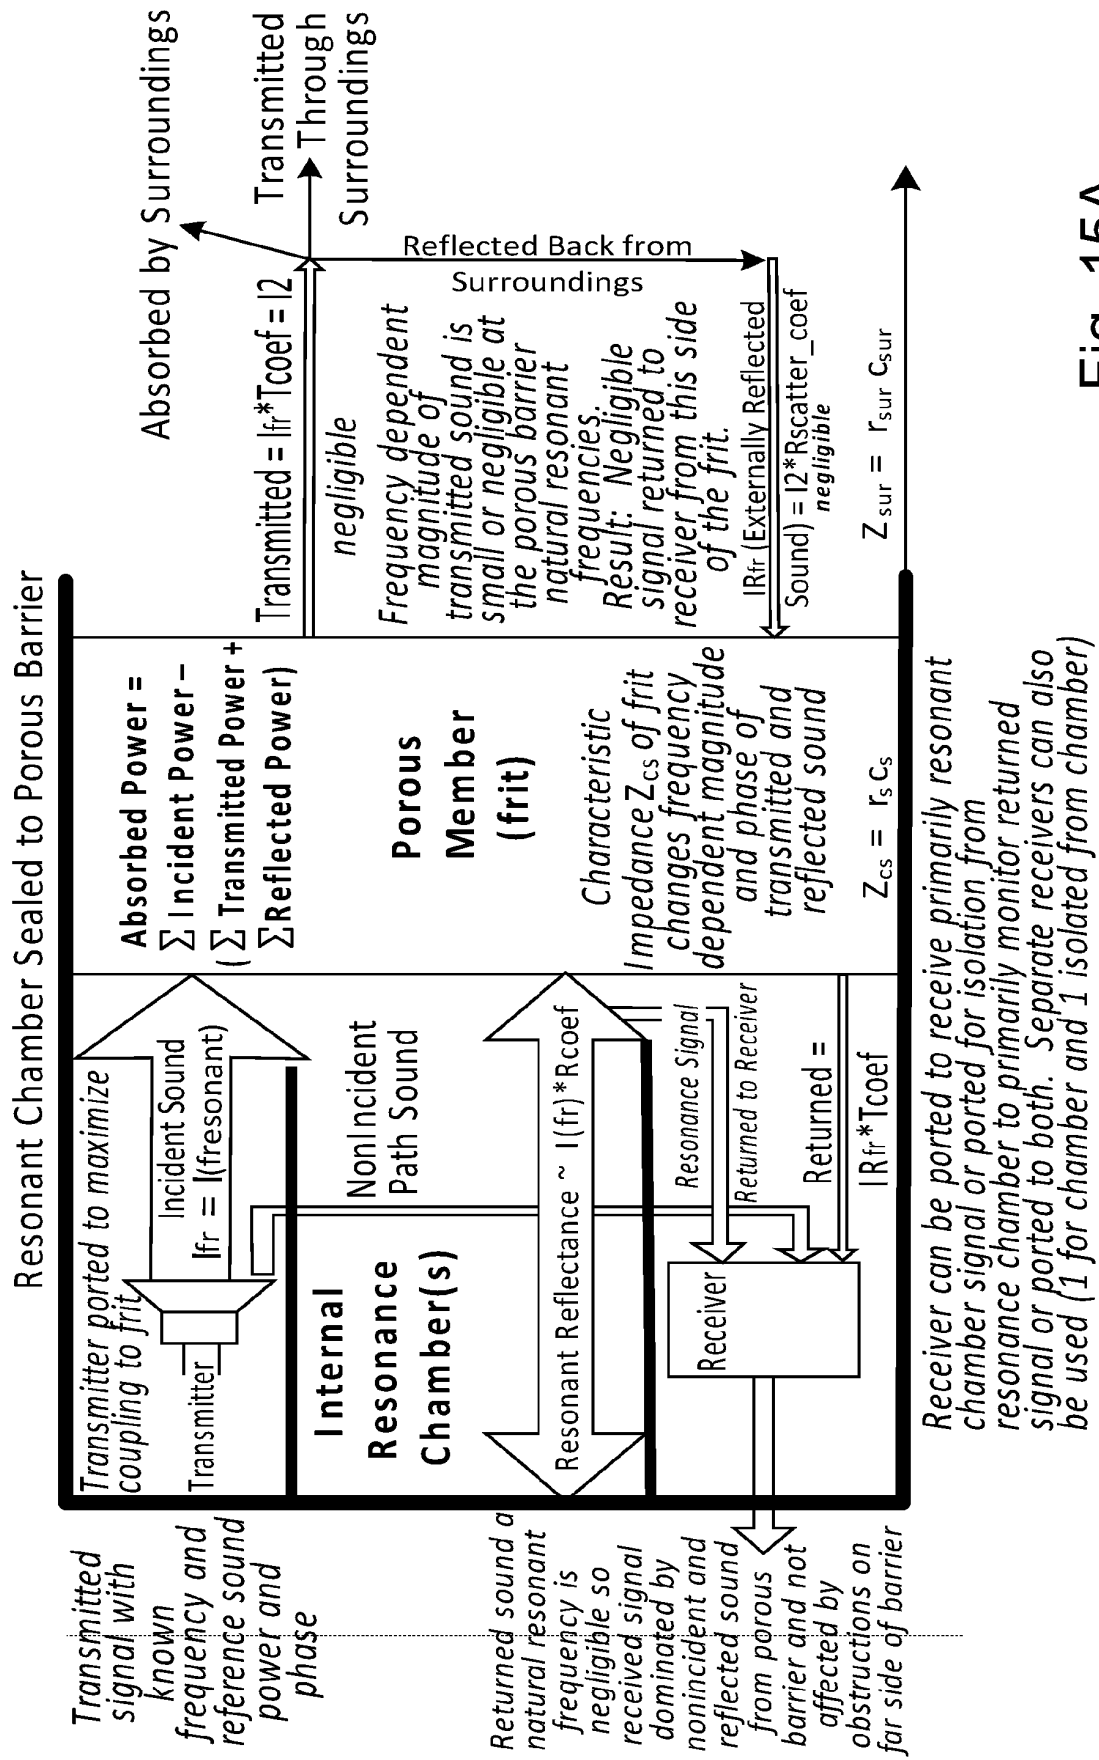 Resonant Chamber Sealed to Porous Barrier
Transmitted
signal with
known
frequency and
reference sound
power and
phase
Transmitter ported to maximize
coupling to frit
Transmitter
Incident Sound
Ifr = I(fresonant)
Absorbed Power =
∑ Incident Power –
(∑ Transmitted Power +
∑Reflected Power)
Absorbed by Surroundings
Transmitted = Ifr*Tcoef = I2
Transmitted
Through
Surroundings
negligible
Internal
Resonance
Chamber(s)
NonIncident
Path Sound
Porous
Member
(frit)
Frequency dependent
magnitude of
transmitted sound is
small or negligible at
the porous barrier
natural resonant
frequencies.
Result: Negligible
signal returned to
receiver from this side
of the frit.
Reflected Back from
Surroundings
Returned sound a
natural resonant
frequency is
negligible so
received signal
dominated by
nonincident and
reflected sound
from porous
barrier and not
affected by
obstructions on
far side of barrier
Resonant Reflectance ~ I(fr)*Rcoef
Resonance Signal
Returned to Receiver
Receiver
Returned =
IRfr*Tcoef
Characteristic
Impedance Zcs of frit
changes frequency
dependent magnitude
and phase of
transmitted and
reflected sound
Zcs = rs cs
IRfr (Externally Reflected
Sound) = I2*Rscatter_coef
negligible
Zsur = rsur csur
Receiver can be ported to receive primarily resonant
chamber signal or ported for isolation from
resonance chamber to primarily monitor returned
signal or ported to both. Separate receivers can also
be used (1 for chamber and 1 isolated from chamber)
Fig. 15A